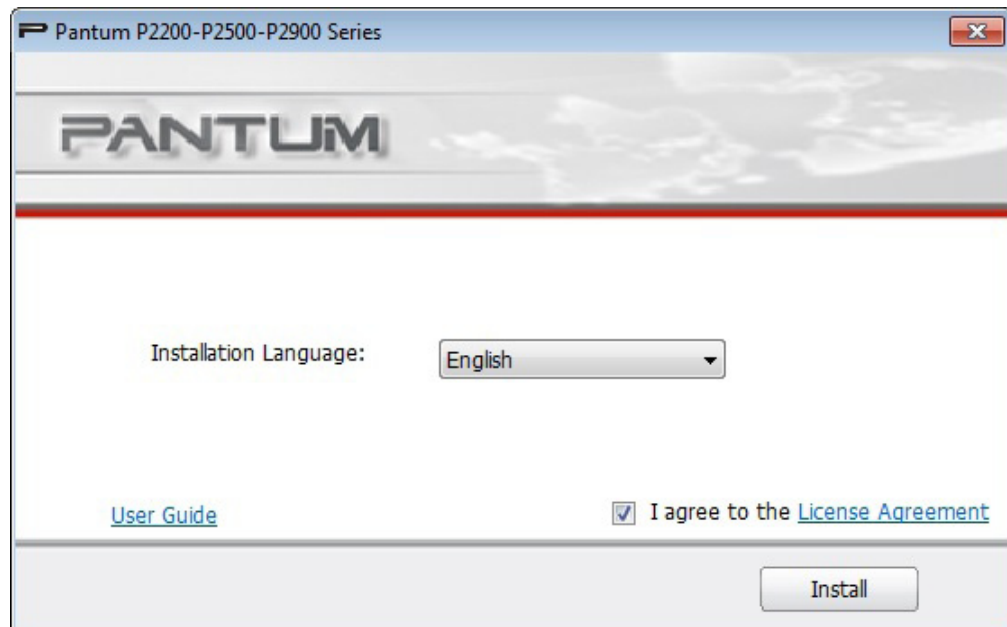 Pantum P2200-P2500-P2900 Series
PANTUM
Installation Language:
English
User Guide
I agree to the License Agreement
Install